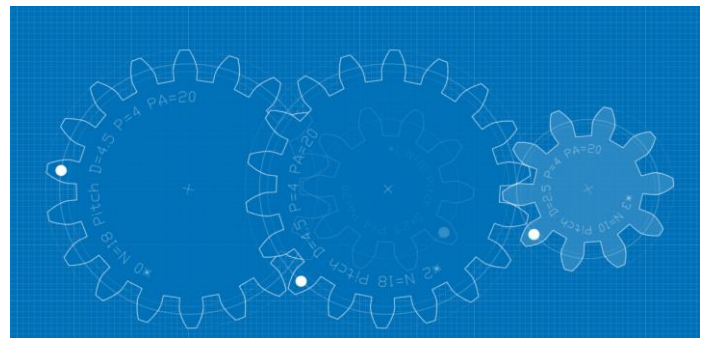 *0 N=18 Pitch D=4.5 P=4 PA=20
*2 N=18 Pitch D=4.5 P=4 PA=20
*3 N=10 Pitch D=2.5 P=4 PA=20